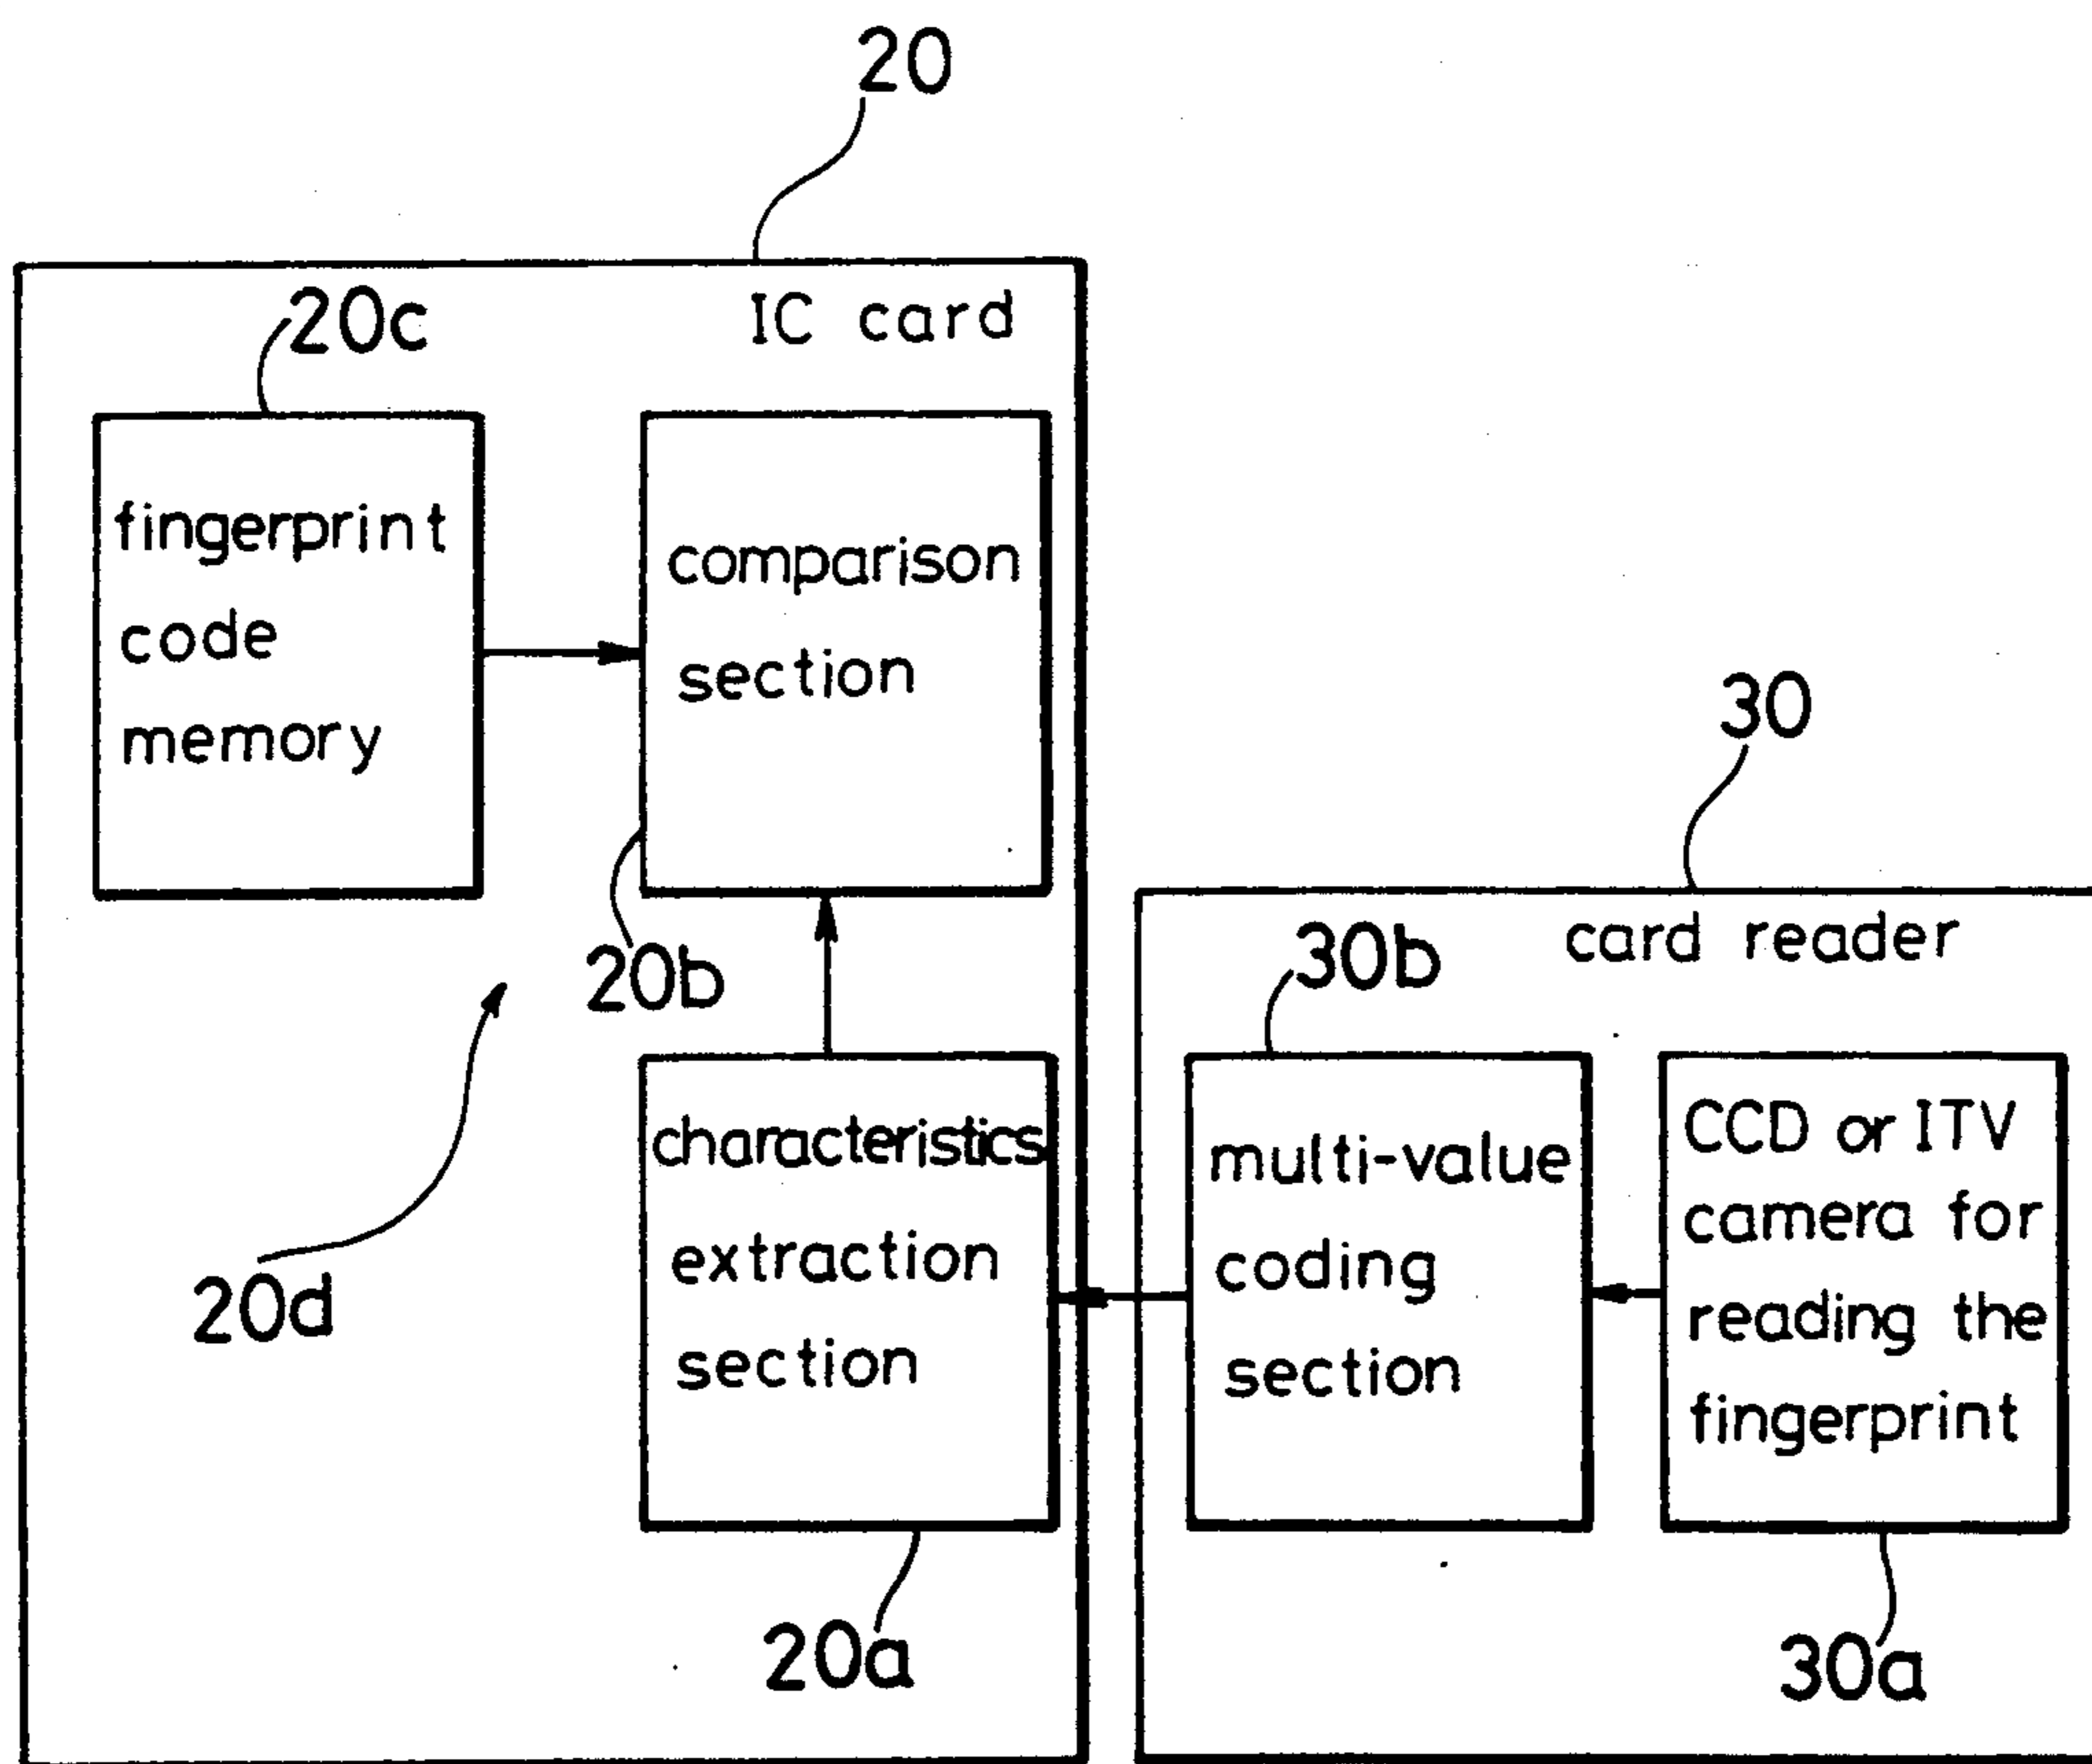 20
IC card
20c
fingerprint
code
memory
comparison
section
20b
20d
characteristics
extraction
section
20a
30
card reader
30b
multi-value
coding
section
CCD or ITV
camera for
reading the
fingerprint
30a